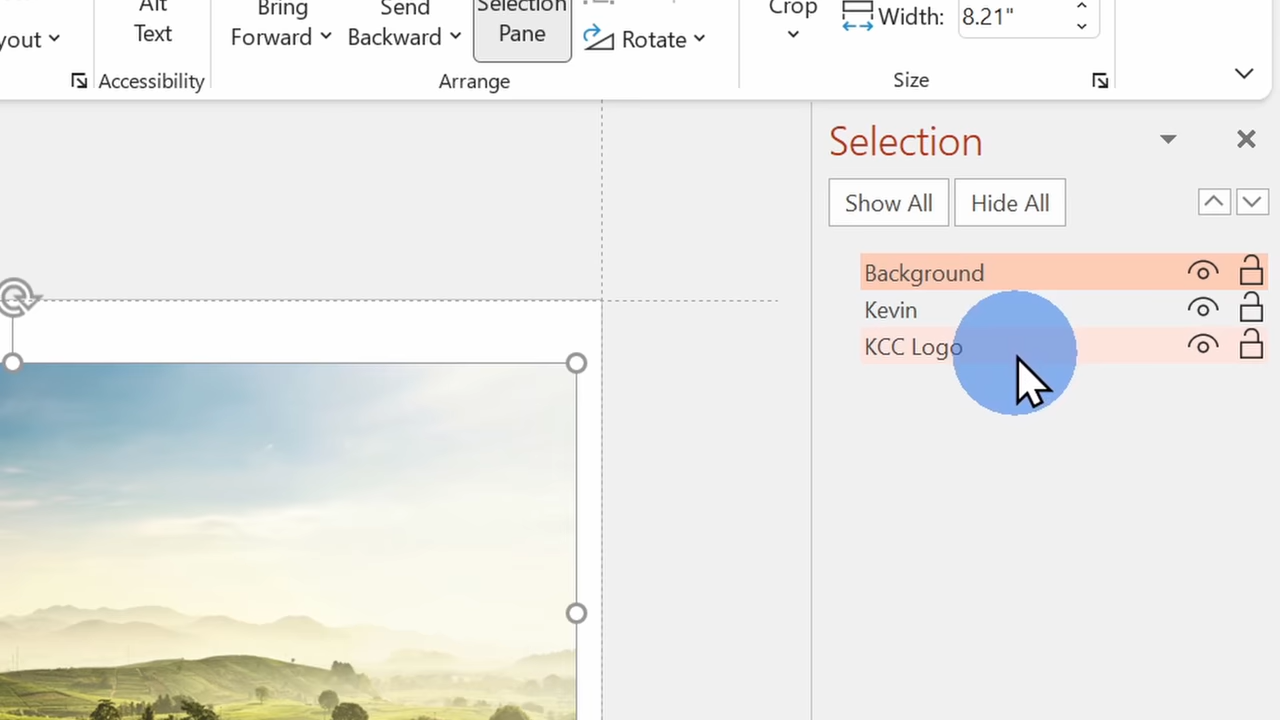 Alt
Text
Bring
Forward
Send
Backward
Selection
Pane
Rotate
Crop
Width: 8.21"
Accessibility
Arrange
Size
Selection
Show All
Hide All
Background
Kevin
KCC Logo